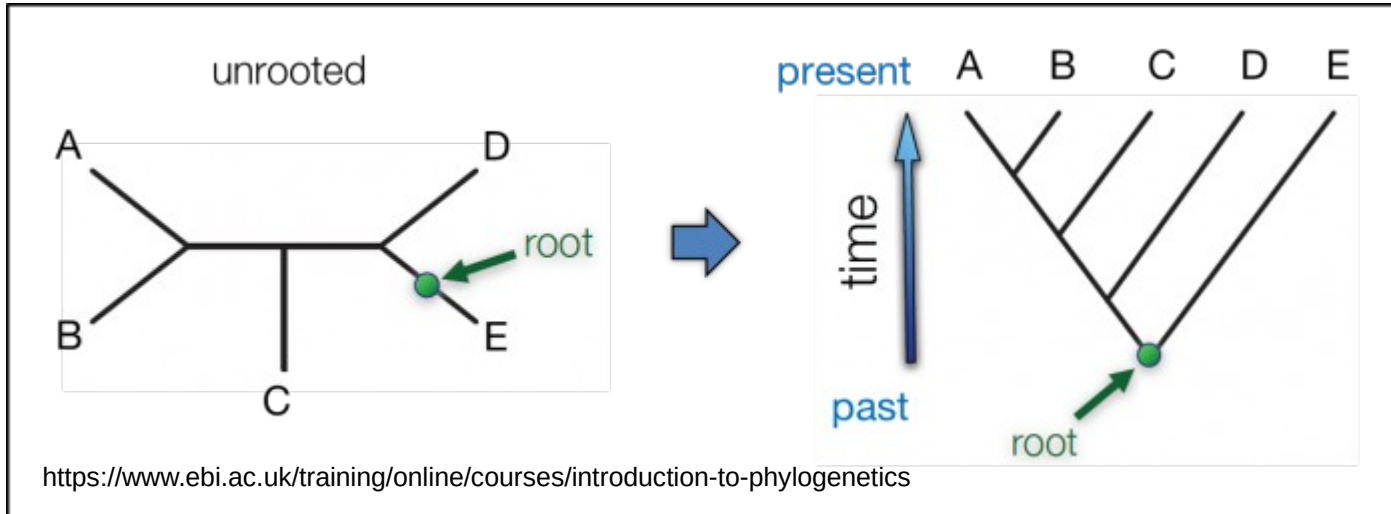 unrooted
A
D
root
B
E
C
present
A B C D E
time
past
root
https://www.ebi.ac.uk/training/online/courses/introduction-to-phylogenetics